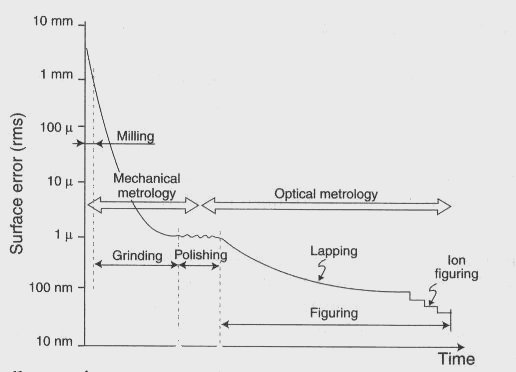 10 mm
1 mm
100 µ
10 µ
1 µ
100 nm
10 nm
Surface error (rms)
Milling
Mechanical
metrology
Optical metrology
Grinding
Polishing
Lapping
Ion
figuring
Figuring
Time